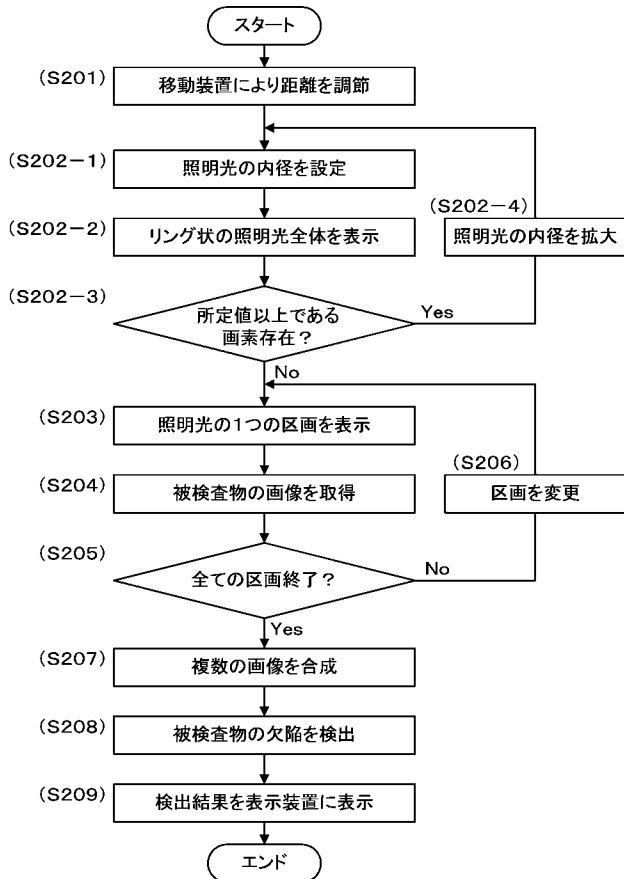 スタート
(S201)
移動装置により距離を調節
(S202-1)
照明光の内径を設定
(S202-4)
照明光の内径を拡大
(S202-2)
リング状の照明光全体を表示
(S202-3)
所定値以上である
画素存在？
Yes
No
(S203)
照明光の1つの区画を表示
(S206)
区画を変更
(S204)
被検査物の画像を取得
(S205)
全ての区画終了？
No
Yes
(S207)
複数の画像を合成
(S208)
被検査物の欠陥を検出
(S209)
検出結果を表示装置に表示
エンド